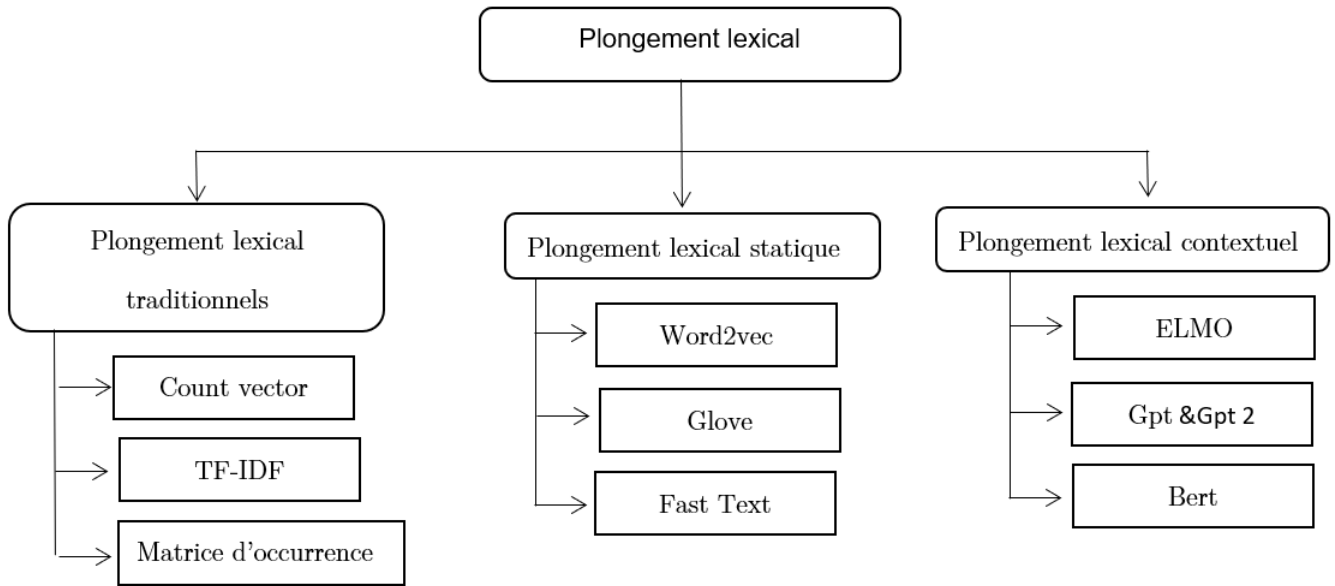 Plongement lexical
Plongement lexical
traditionnels
Count vector
TF-IDF
Matrice d'occurrence
Plongement lexical statique
Word2vec
Glove
Fast Text
Plongement lexical contextuel
ELMO
Gpt &Gpt 2
Bert